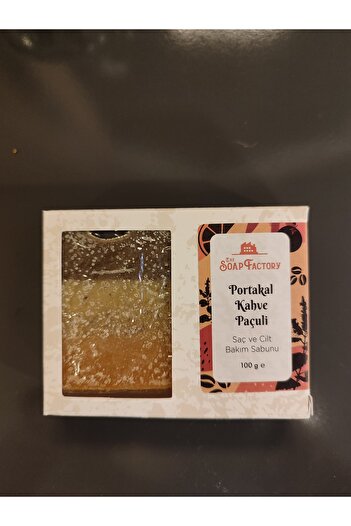 THE
SOAP FACTORY
Portakal
Kahve
Paçuli
Saç ve Cilt
Bakım Sabunu
100 g ℮